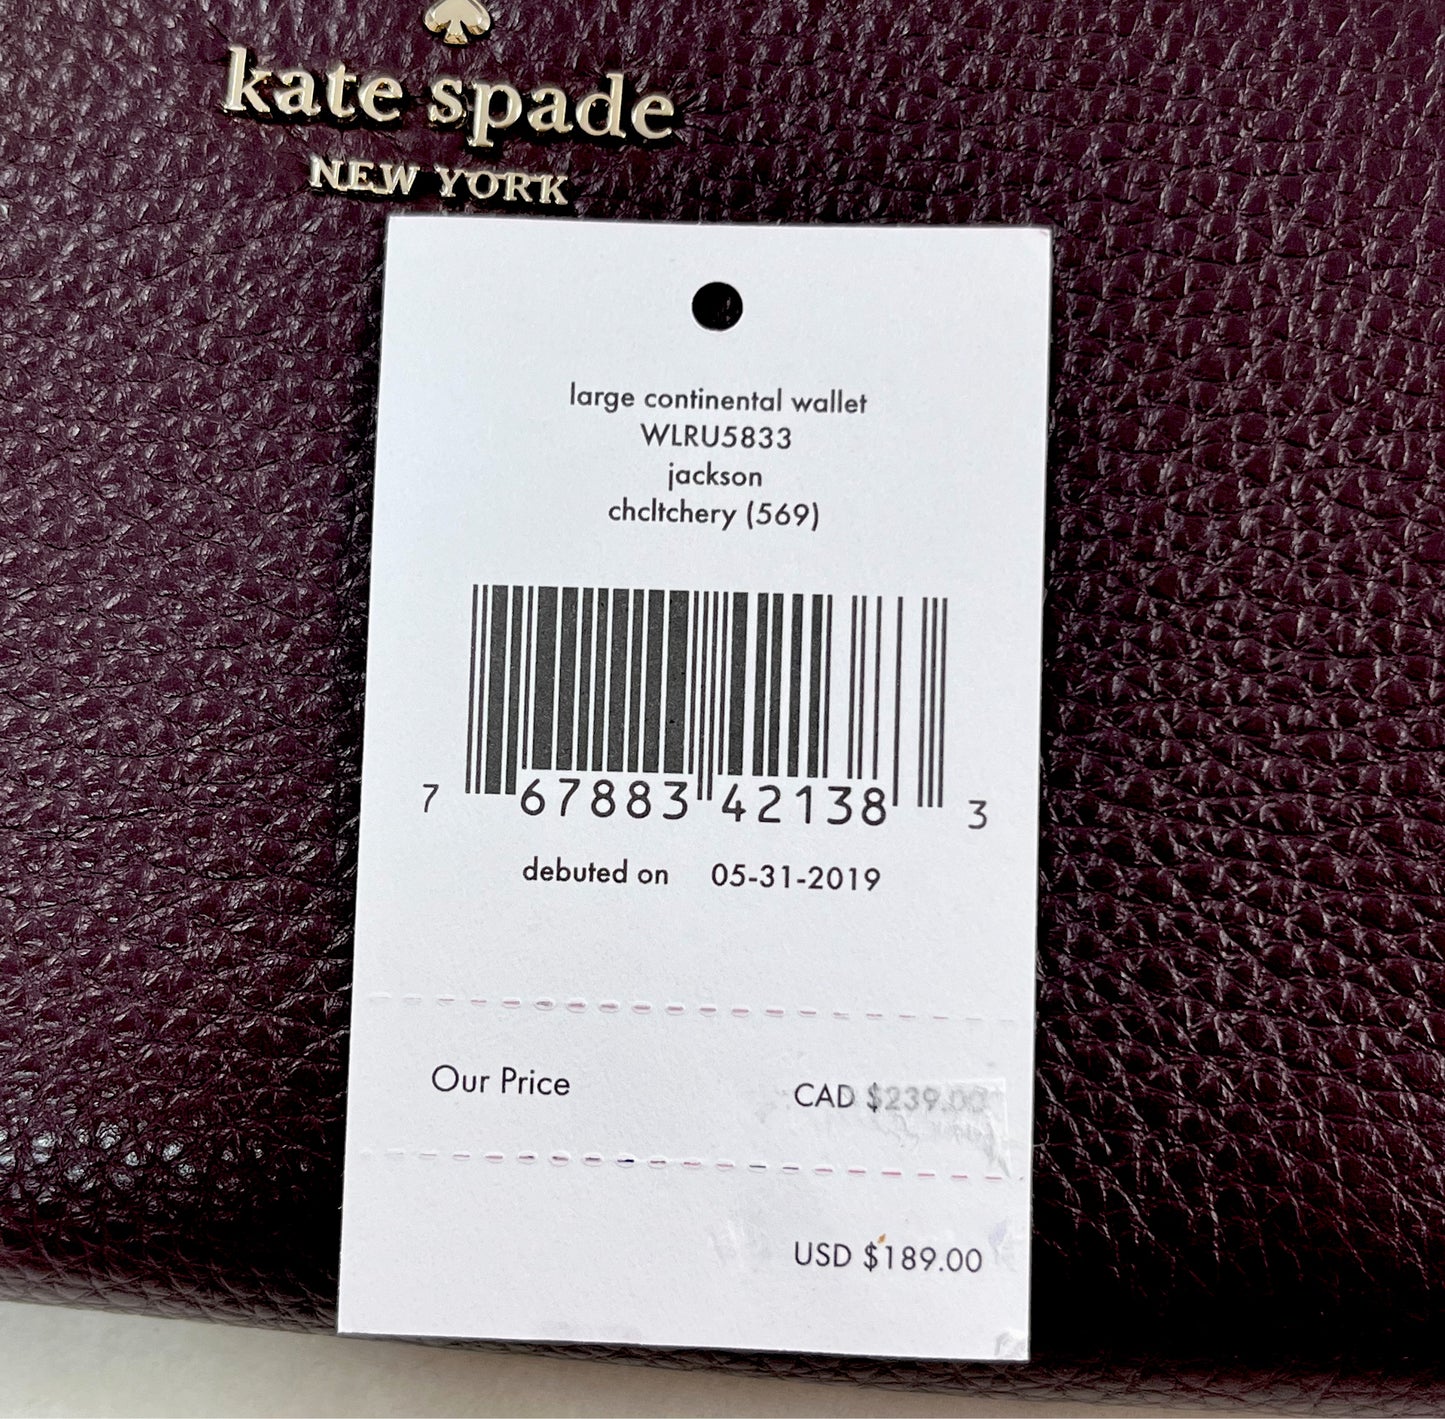 kate spade
NEW YORK
large continental wallet
WLRU5833
jackson
chcltchery (569)
7 67883 42138 3
debuted on 05-31-2019
Our Price CAD $239.00
USD $189.00